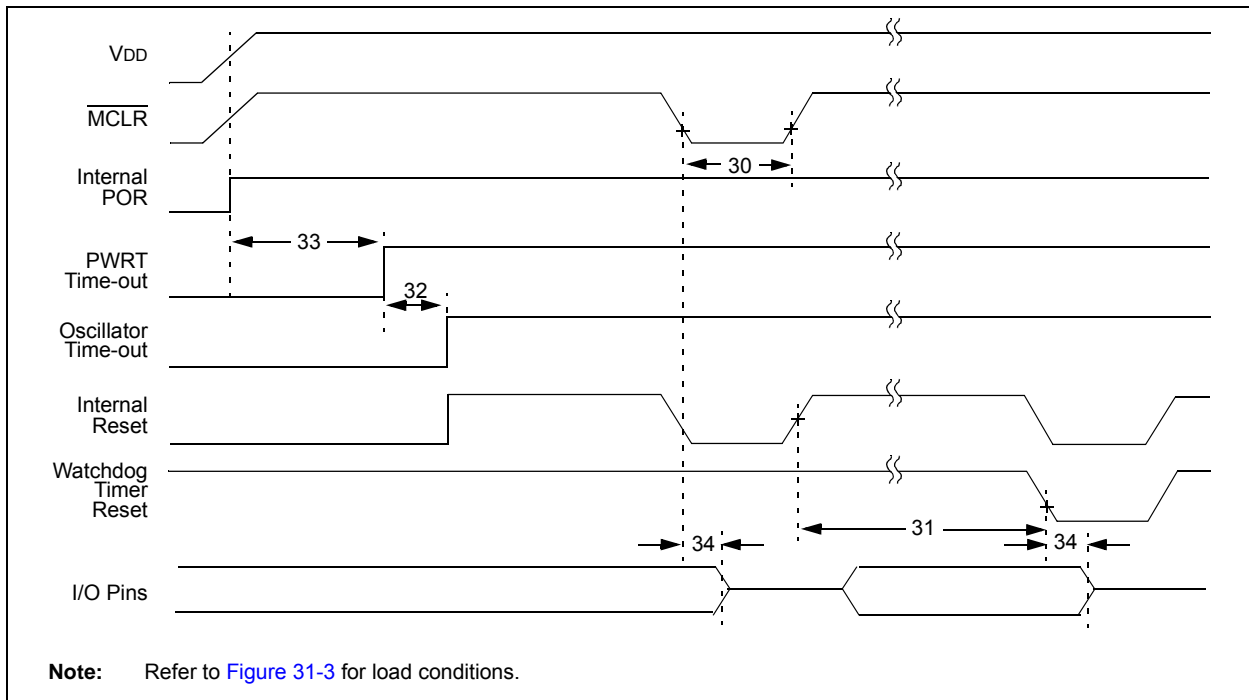 VDD
MCLR
30
Internal
POR
33
PWRT
Time-out
32
Oscillator
Time-out
Internal
Reset
Watchdog
Timer
Reset
31
34
34
I/O Pins
Note: Refer to Figure 31-3 for load conditions.